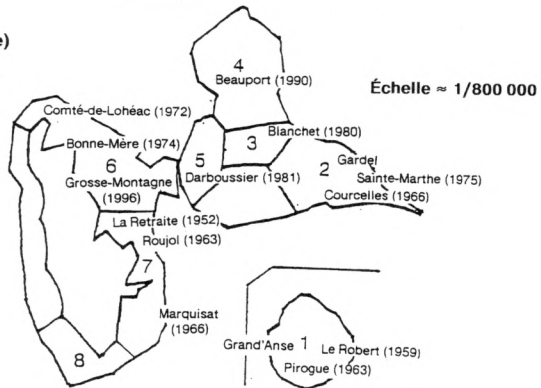 e)
4
Beauport (1990)
Échelle ≈ 1/800 000
Comté-de-Lohéac (1972)
Blanchet (1980)
Bonne-Mère (1974)
3
5
Gardel
6
2
Darboussier (1981)
Sainte-Marthe (1975)
Grosse-Montagne
(1996)
Courcelles (1966)
La Retraite (1952)
Roujol (1963)
7
Marquisat
(1966)
Grand'Anse
1
Le Robert (1959)
Pirogue (1963)
8